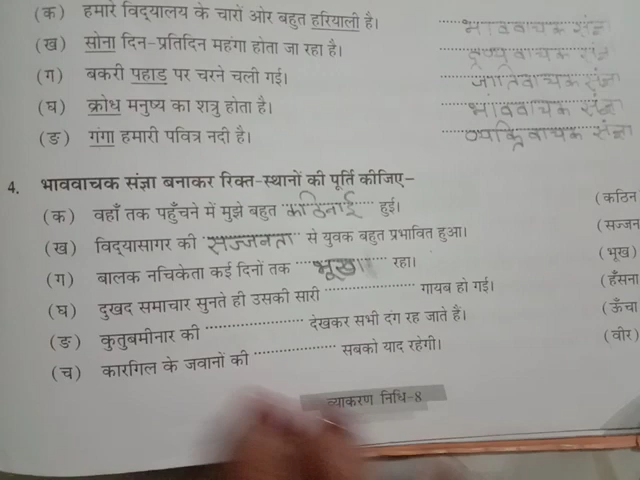 (क) हमारे विद्यालय के चारों ओर बहुत हरियाली है। भाववाचक संज्ञा
(ख) सोना दिन-प्रतिदिन महंगा होता जा रहा है। द्रव्यवाचक संज्ञा
(ग) बकरी पहाड़ पर चरने चली गई। जातिवाचक संज्ञा
(घ) क्रोध मनुष्य का शत्रु होता है। भाववाचक संज्ञा
(ङ) गंगा हमारी पवित्र नदी है। व्यक्तिवाचक संज्ञा
4. भाववाचक संज्ञा बनाकर रिक्त-स्थानों की पूर्ति कीजिए–
(क) वहाँ तक पहुँचने में मुझे बहुत कठिनाई हुई। (कठिन
(ख) विद्यासागर की सज्जनता से युवक बहुत प्रभावित हुआ। (सज्जन
(ग) बालक नचिकेता कई दिनों तक भूखा रहा। (भूख)
(घ) दुखद समाचार सुनते ही उसकी सारी .................... गायब हो गई। (हँसना
(ङ) कुतुबमीनार की .................... देखकर सभी दंग रह जाते हैं। (ऊँचा
(च) कारगिल के जवानों की .................... सबको याद रहेगी। (वीर)
व्याकरण निधि-8